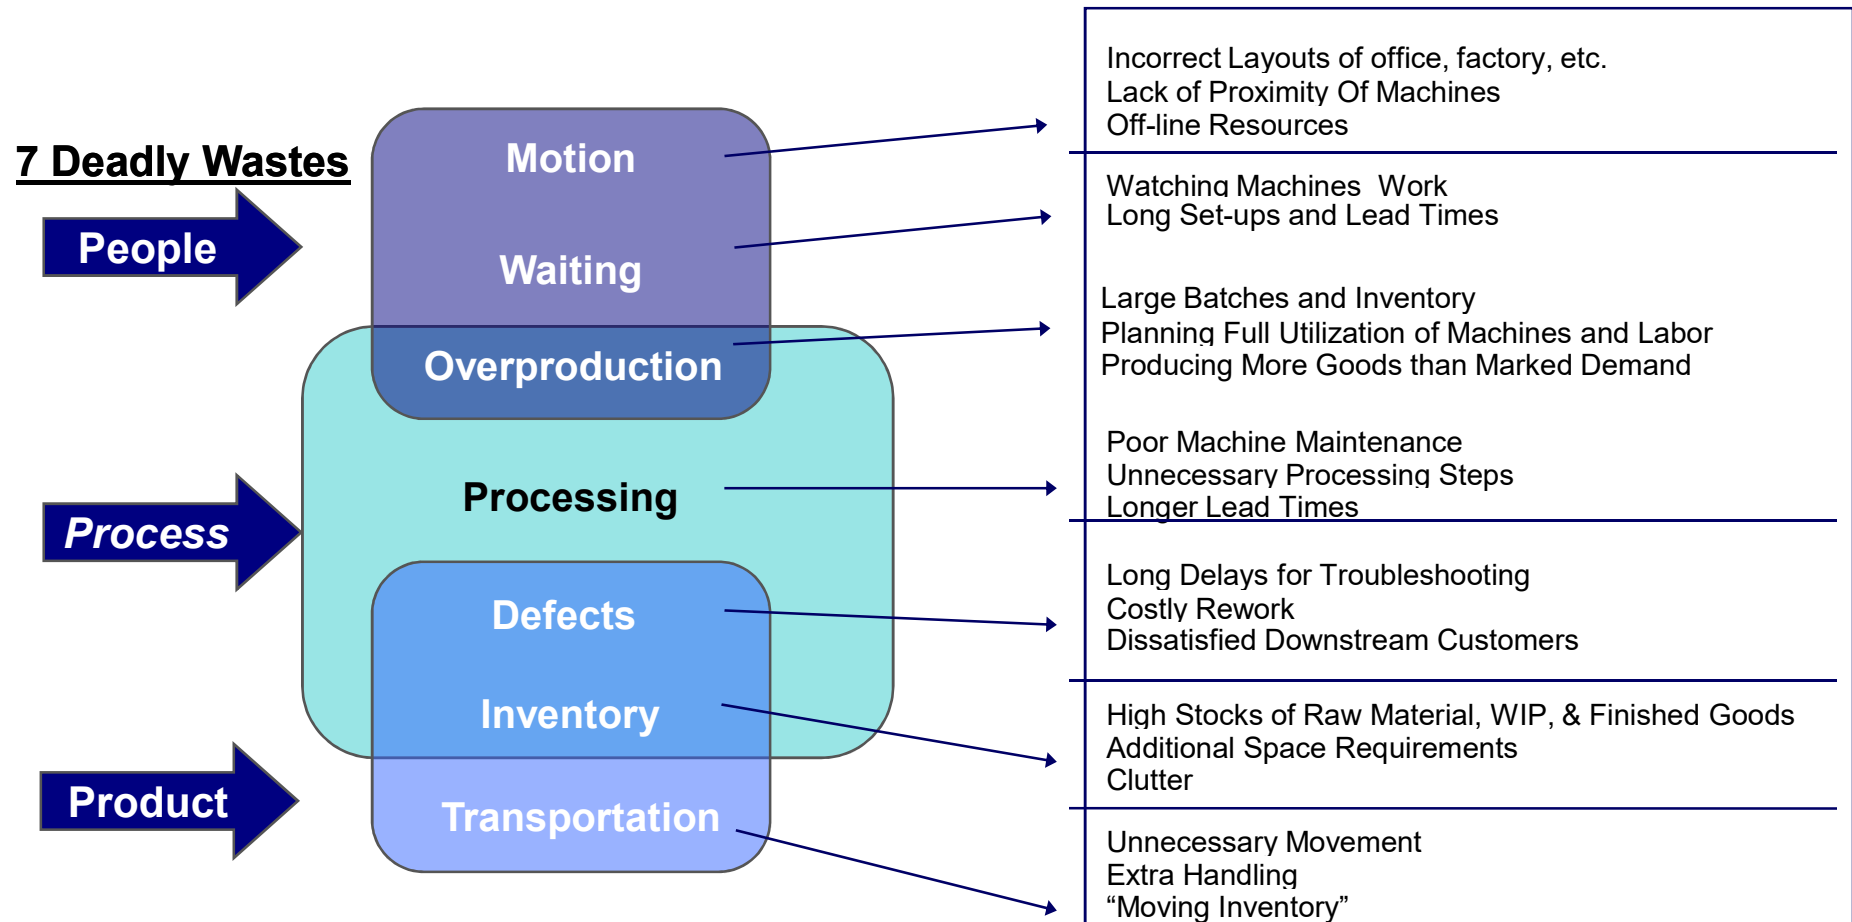 7 Deadly Wastes
People
Process
Product
Motion
Waiting
Overproduction
Processing
Defects
Inventory
Transportation
Incorrect Layouts of office, factory, etc.
Lack of Proximity Of Machines
Off-line Resources
Watching Machines  Work
Long Set-ups and Lead Times
Large Batches and Inventory
Planning Full Utilization of Machines and Labor
Producing More Goods than Marked Demand
Poor Machine Maintenance
Unnecessary Processing Steps
Longer Lead Times
Long Delays for Troubleshooting
Costly Rework
Dissatisfied Downstream Customers
High Stocks of Raw Material, WIP, & Finished Goods
Additional Space Requirements
Clutter
Unnecessary Movement
Extra Handling
“Moving Inventory”